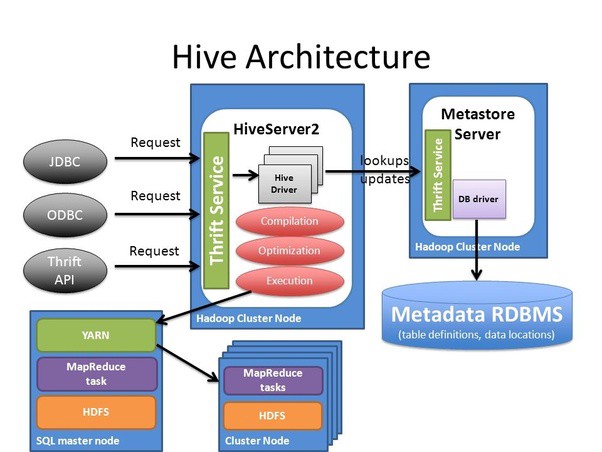 Hive Architecture
JDBC
ODBC
Thrift
API
Request
Request
Request
HiveServer2
Thrift Service
Hive
Driver
Compilation
Optimization
Execution
Hadoop Cluster Node
lookups
updates
Metastore
Server
Thrift Service
DB driver
Hadoop Cluster Node
Metadata RDBMS
(table definitions, data locations)
YARN
MapReduce
task
HDFS
SQL master node
MapReduce
tasks
HDFS
Cluster Node